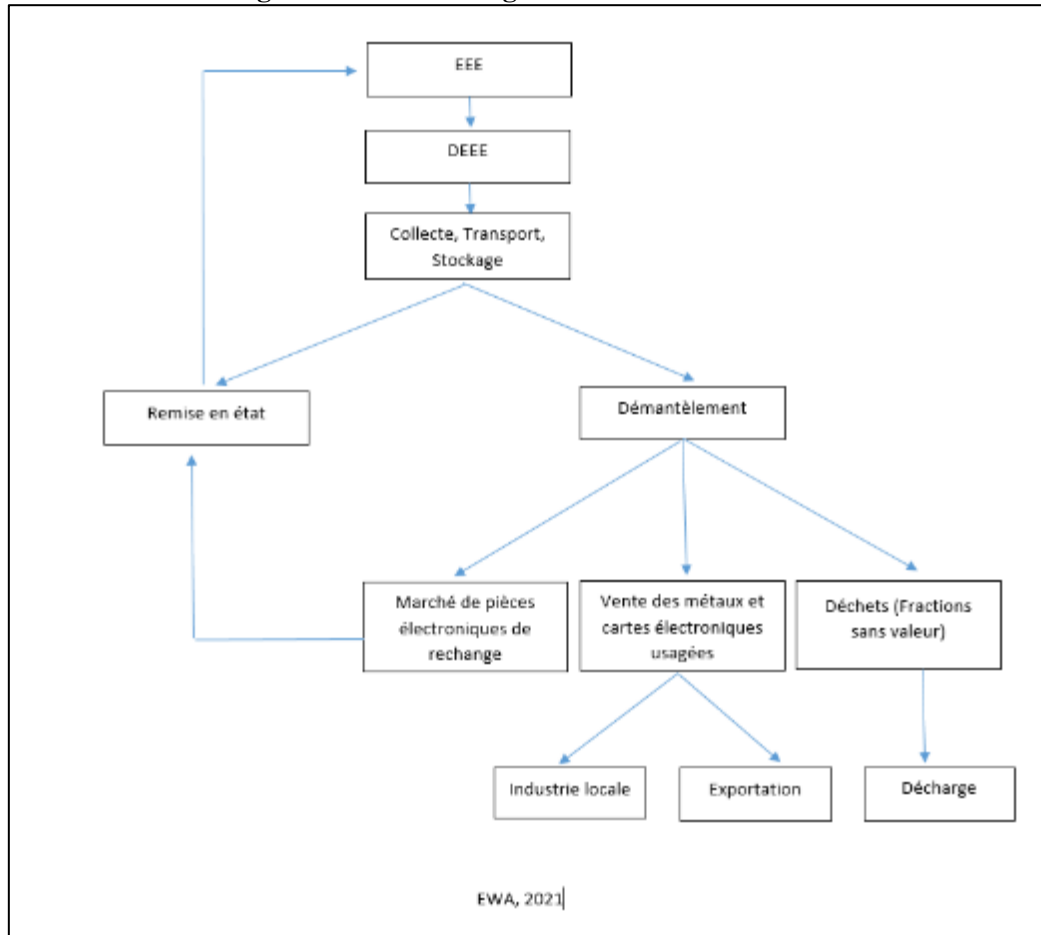 EEE
DEEE
Collecte, Transport,
Stockage
Remise en état
Démantèlement
Marché de pièces
électroniques de
rechange
Vente des métaux et
cartes électroniques
usagées
Déchets (Fractions
sans valeur)
Industrie locale
Exportation
Décharge
EWA, 2021